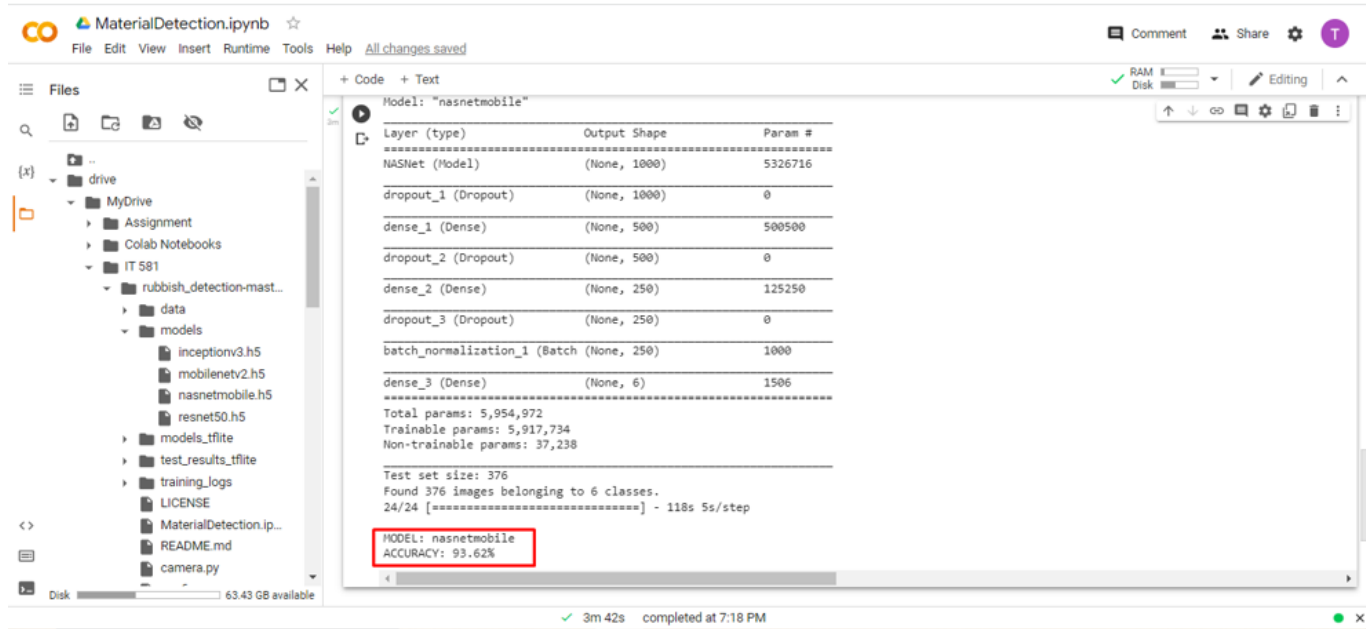 MaterialDetection.ipynb
File Edit View Insert Runtime Tools Help All changes saved
Comment Share T
Files
+ Code + Text
RAM
Disk
Editing
{x}
..
drive
MyDrive
Assignment
Colab Notebooks
IT 581
rubbish_detection-mast...
data
models
inceptionv3.h5
mobilenetv2.h5
nasnetmobile.h5
resnet50.h5
models_tflite
test_results_tflite
training_logs
LICENSE
MaterialDetection.ip...
README.md
camera.py
Disk 63.43 GB available
3m
Model: "nasnetmobile"
Layer (type) Output Shape Param #
NASNet (Model) (None, 1000) 5326716
dropout_1 (Dropout) (None, 1000) 0
dense_1 (Dense) (None, 500) 500500
dropout_2 (Dropout) (None, 500) 0
dense_2 (Dense) (None, 250) 125250
dropout_3 (Dropout) (None, 250) 0
batch_normalization_1 (Batch (None, 250) 1000
dense_3 (Dense) (None, 6) 1506
Total params: 5,954,972
Trainable params: 5,917,734
Non-trainable params: 37,238
Test set size: 376
Found 376 images belonging to 6 classes.
24/24 [==============================] - 118s 5s/step
MODEL: nasnetmobile
ACCURACY: 93.62%
3m 42s completed at 7:18 PM